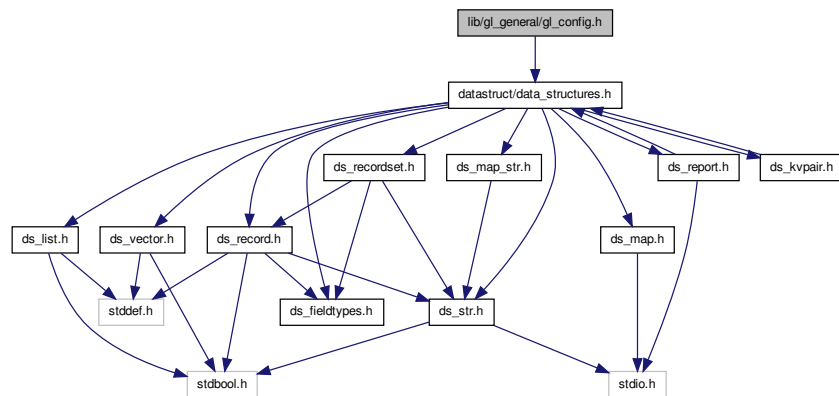 lib/gl_general/gl_config.h
datastruct/data_structures.h
ds_recordset.h
ds_map_str.h
ds_report.h
ds_kvpair.h
ds_list.h
ds_vector.h
ds_record.h
ds_map.h
stddef.h
ds_fieldtypes.h
ds_str.h
stdbool.h
stdio.h